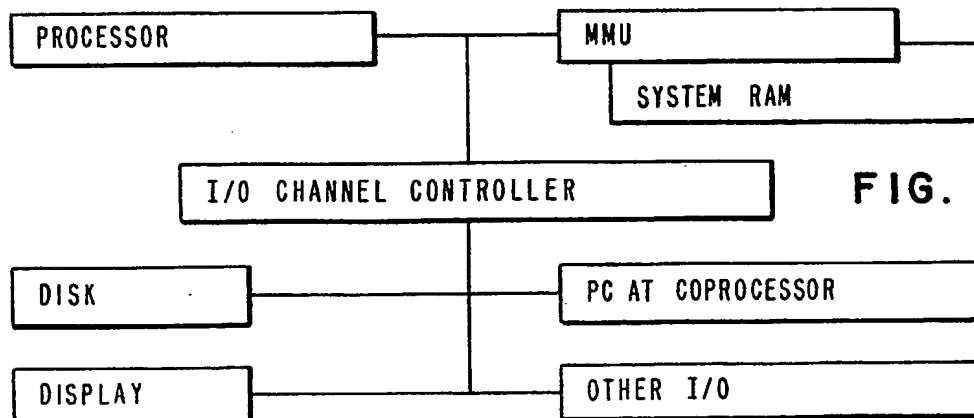 PROCESSOR
MMU
SYSTEM RAM
I/O CHANNEL CONTROLLER
FIG.
DISK
PC AT COPROCESSOR
DISPLAY
OTHER I/O